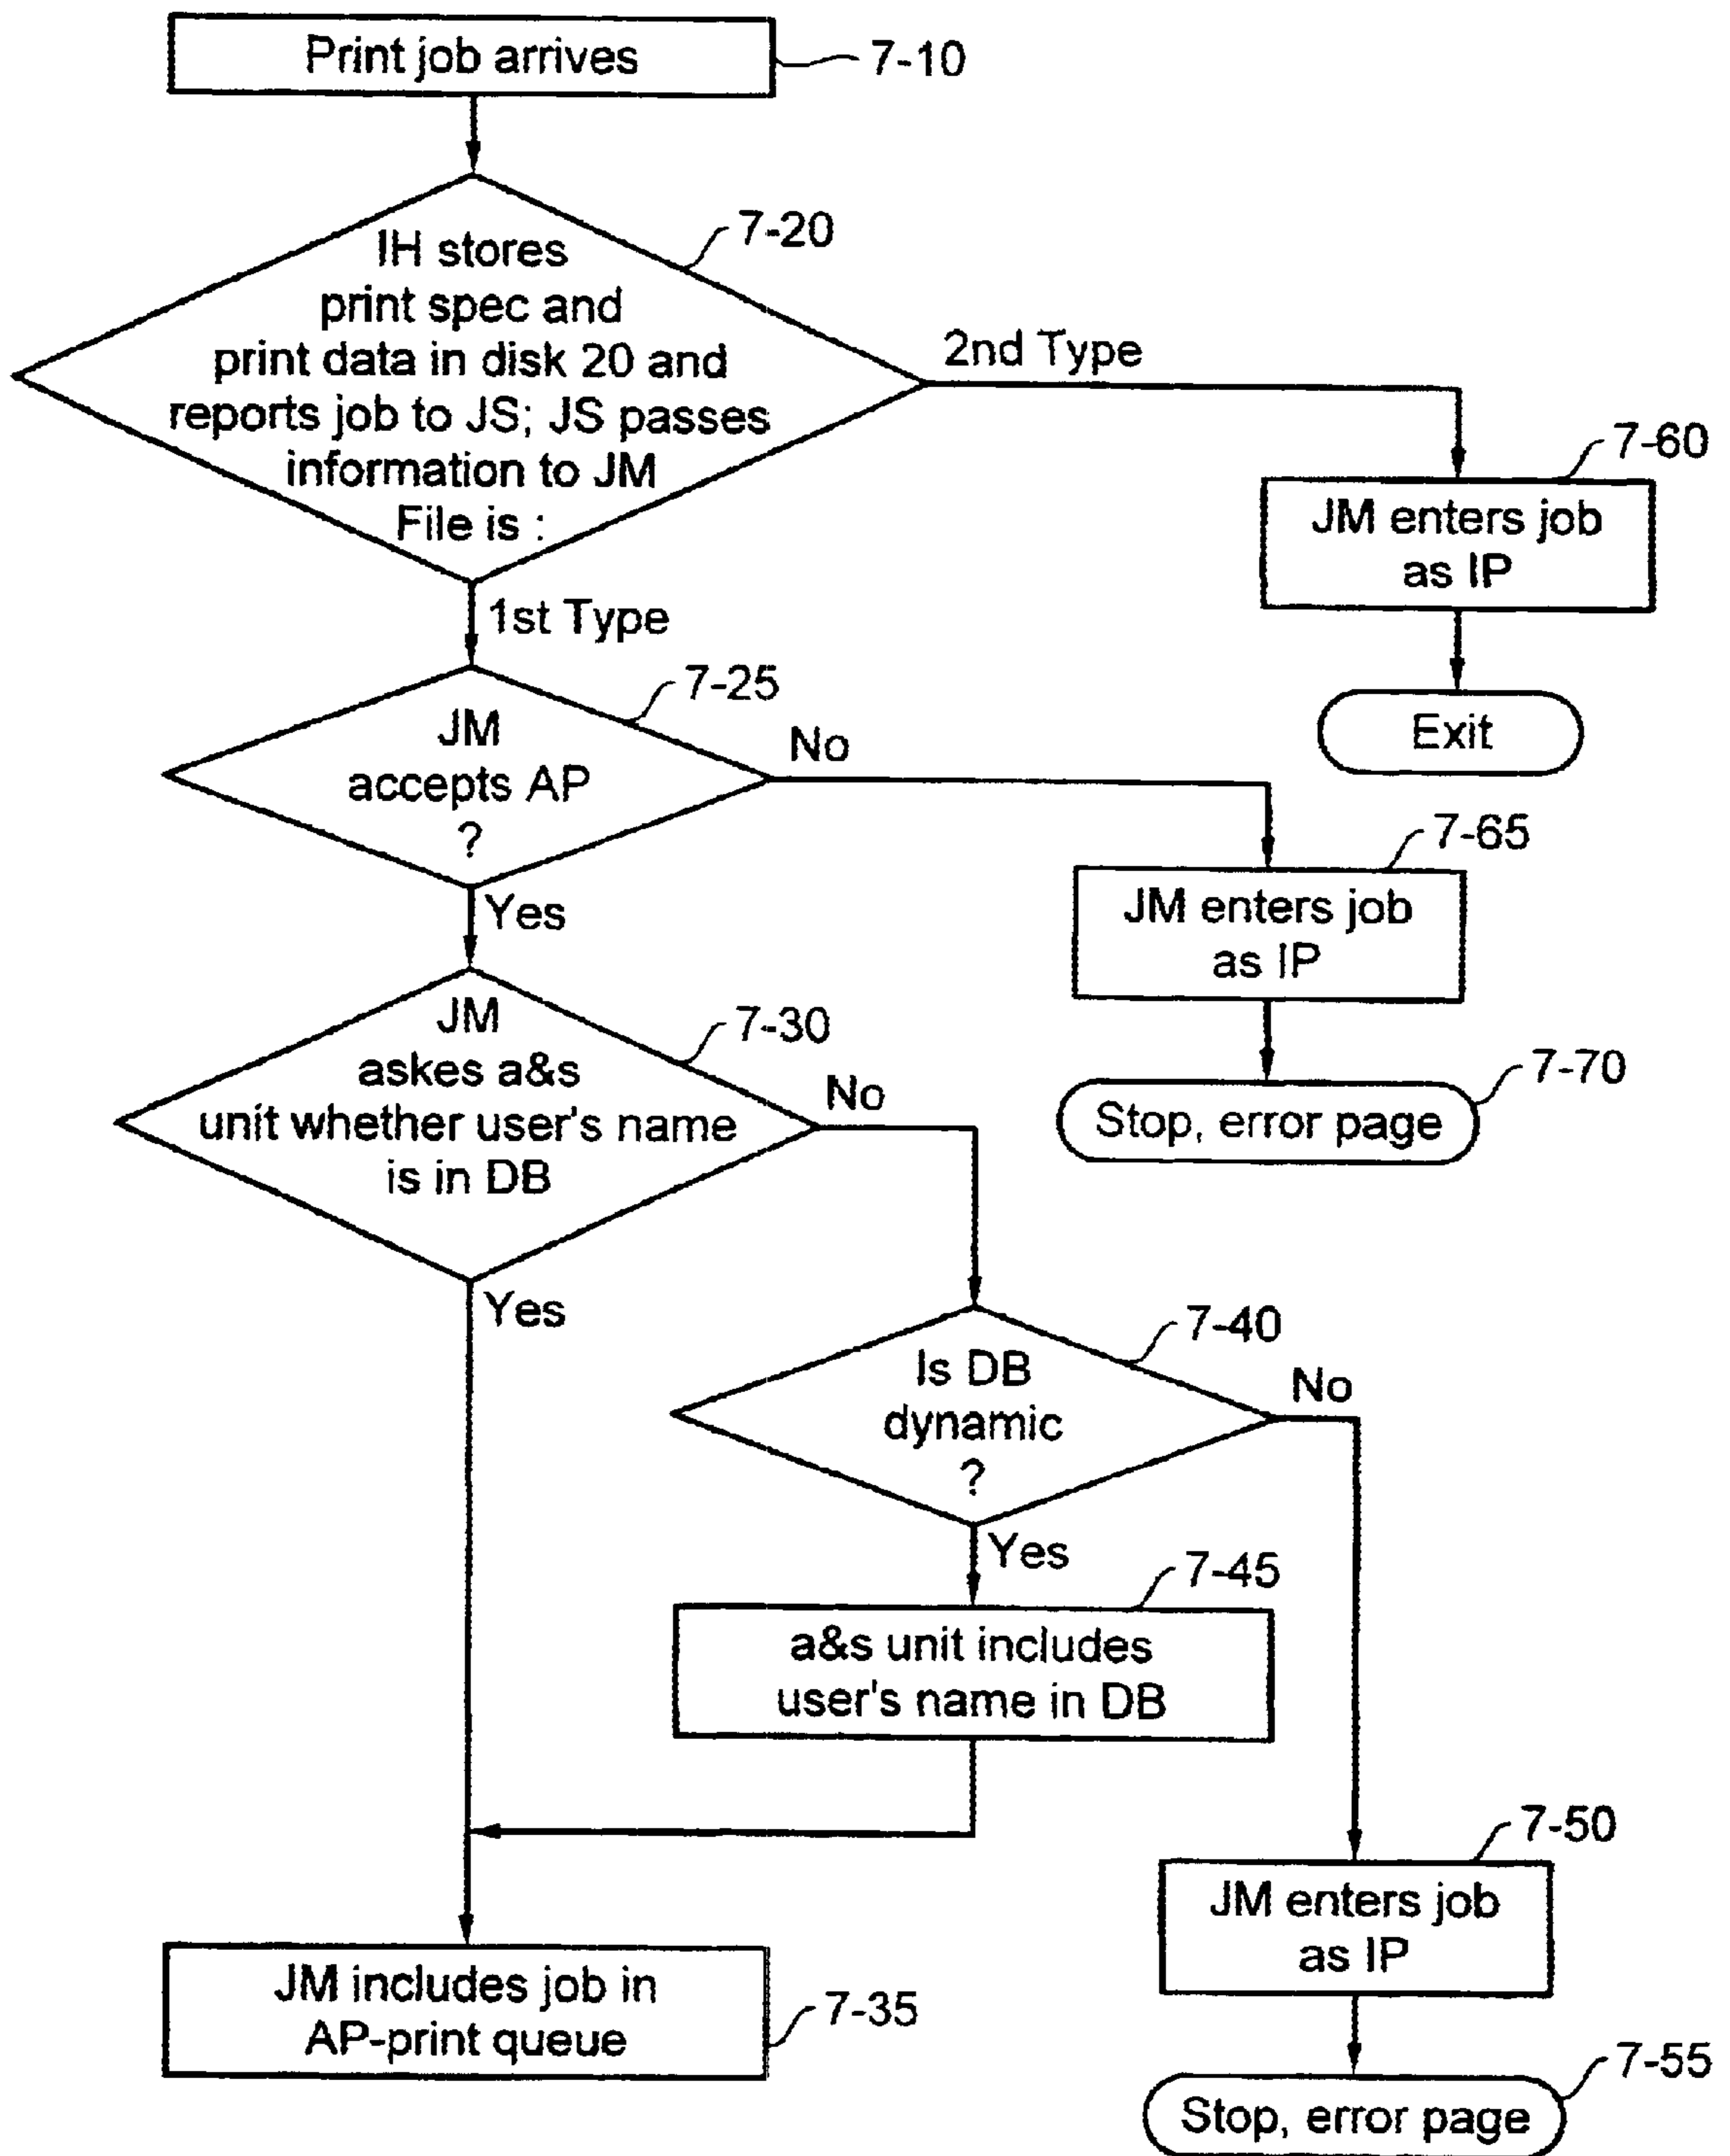 Print job arrives
7-10
7-20
IH stores
print spec and
print data in disk 20 and
reports job to JS; JS passes
information to JM
File is :
2nd Type
7-60
JM enters job
as IP
Exit
1st Type
7-25
JM
accepts AP
?
No
7-65
JM enters job
as IP
7-70
Stop, error page
Yes
7-30
JM
askes a&s
unit whether user's name
is in DB
No
Yes
7-40
Is DB
dynamic
?
No
Yes
7-45
a&s unit includes
user's name in DB
7-50
JM enters job
as IP
7-55
Stop, error page
JM includes job in
AP-print queue
7-35